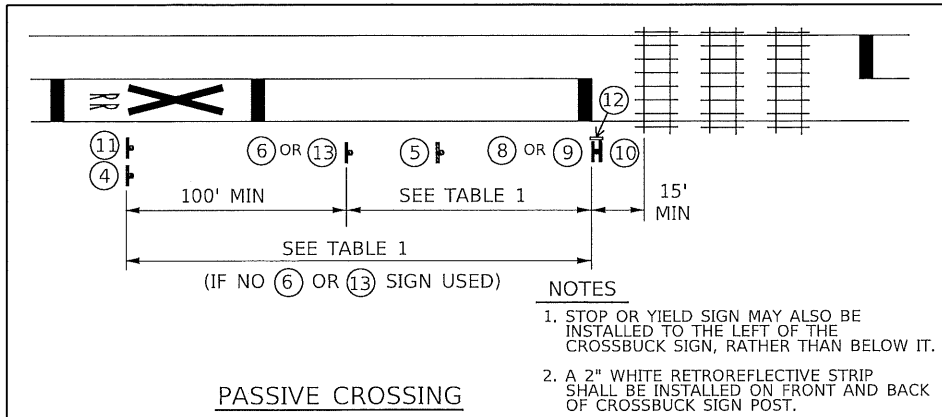 RR
12
11
6 OR 13
5
8 OR 9
10
4
100' MIN
SEE TABLE 1
15'
MIN
SEE TABLE 1
(IF NO 6 OR 13 SIGN USED)
NOTES
1. STOP OR YIELD SIGN MAY ALSO BE
INSTALLED TO THE LEFT OF THE
CROSSBUCK SIGN, RATHER THAN BELOW IT.
2. A 2" WHITE RETROREFLECTIVE STRIP
SHALL BE INSTALLED ON FRONT AND BACK
OF CROSSBUCK SIGN POST.
PASSIVE CROSSING